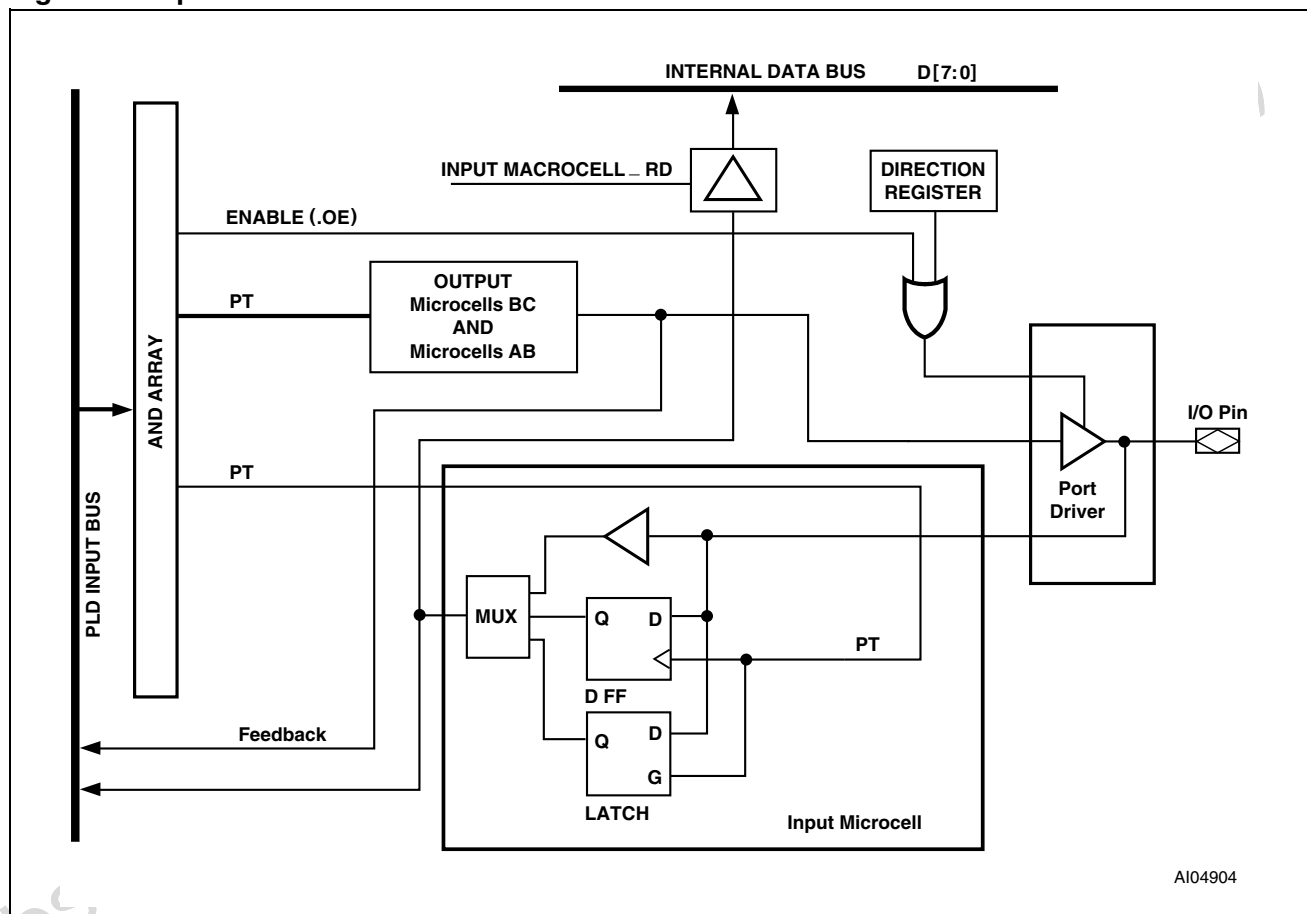 INTERNAL DATA BUS D[7:0]
INPUT MACROCELL _ RD
DIRECTION
REGISTER
ENABLE (.OE)
PT
OUTPUT
Microcells BC
AND
Microcells AB
AND ARRAY
PLD INPUT BUS
I/O Pin
PT
Port
Driver
MUX
Q D
PT
D FF
Feedback
Q D
G
LATCH
Input Microcell
AI04904